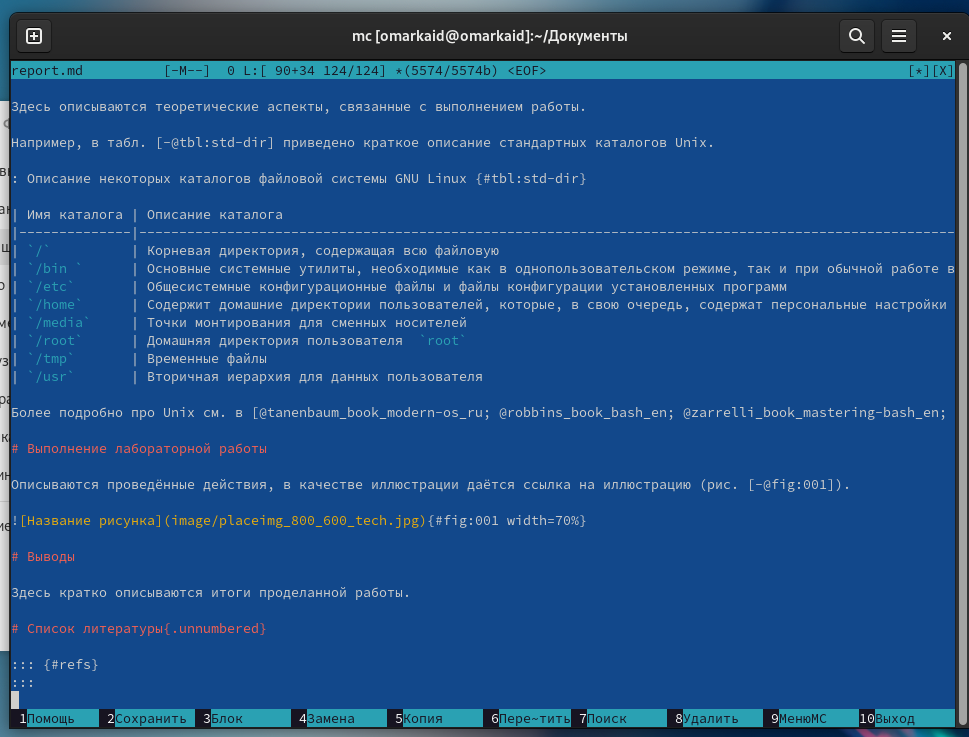 mc [omarkaid@omarkaid]:~/Документы
report.md [-M--] 0 L:[ 90+34 124/124] *(5574/5574b) <EOF> [*][X]
Здесь описываются теоретические аспекты, связанные с выполнением работы.
Например, в табл. [-@tbl:std-dir] приведено краткое описание стандартных каталогов Unix.
: Описание некоторых каталогов файловой системы GNU Linux {#tbl:std-dir}
| Имя каталога | Описание каталога
|--------------|------------------------------------------------------------------------------------------------------
| `/` | Корневая директория, содержащая всю файловую
| `/bin ` | Основные системные утилиты, необходимые как в однопользовательском режиме, так и при обычной работе в
| `/etc` | Общесистемные конфигурационные файлы и файлы конфигурации установленных программ
| `/home` | Содержит домашние директории пользователей, которые, в свою очередь, содержат персональные настройки
| `/media` | Точки монтирования для сменных носителей
| `/root` | Домашняя директория пользователя `root`
| `/tmp` | Временные файлы
| `/usr` | Вторичная иерархия для данных пользователя
Более подробно про Unix см. в [@tanenbaum_book_modern-os_ru; @robbins_book_bash_en; @zarrelli_book_mastering-bash_en;
# Выполнение лабораторной работы
Описываются проведённые действия, в качестве иллюстрации даётся ссылка на иллюстрацию (рис. [-@fig:001]).
![Название рисунка](image/placeimg_800_600_tech.jpg){#fig:001 width=70%}
# Выводы
Здесь кратко описываются итоги проделанной работы.
# Список литературы{.unnumbered}
::: {#refs}
:::
1Помощь 2Сохранить 3Блок 4Замена 5Копия 6Пере~тить 7Поиск 8Удалить 9МенюMC 10Выход